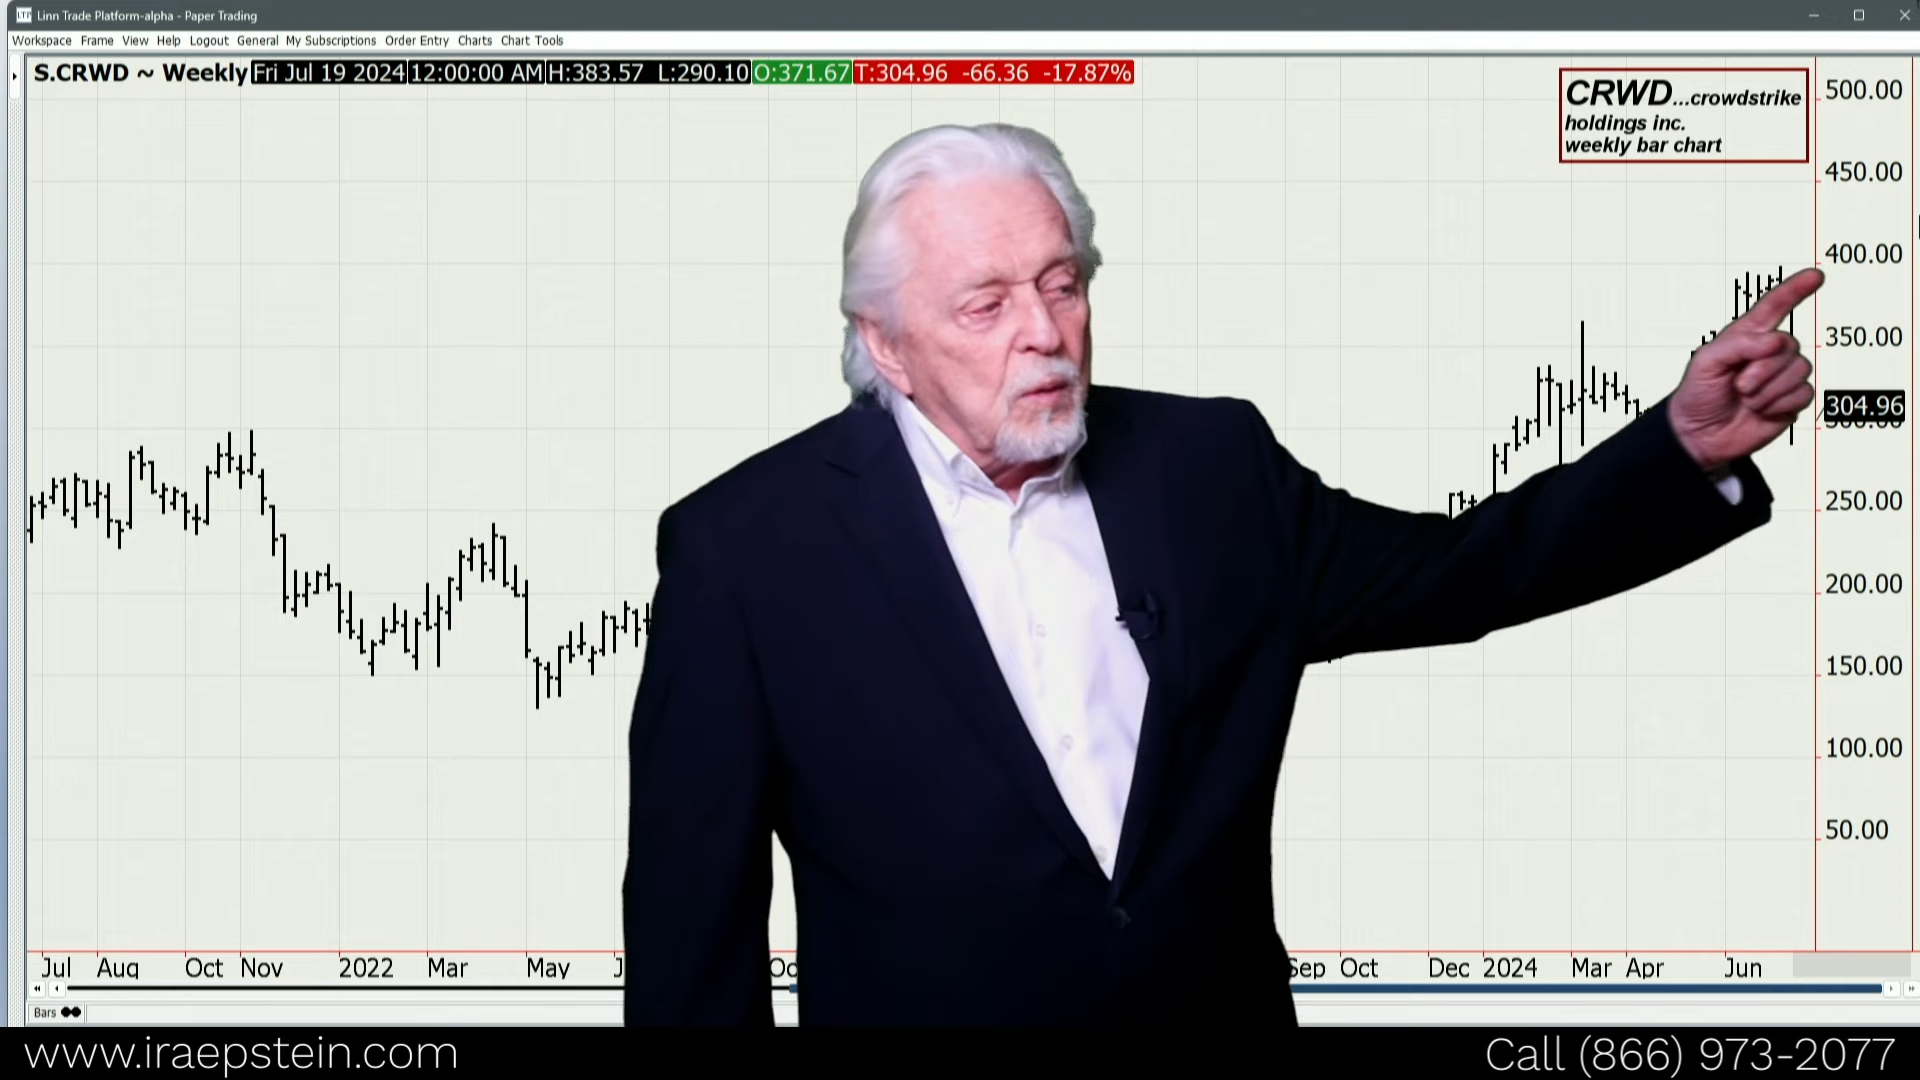 Linn Trade Platform-alpha - Paper Trading
Workspace Frame View Help Logout General My Subscriptions Order Entry Charts Chart Tools
S.CRWD ~ Weekly Fri Jul 19 2024 12:00:00 AM H:383.57 L:290.10 O:371.67 T:304.96 -66.36 -17.87%
CRWD...crowdstrike
holdings inc.
weekly bar chart
500.00
450.00
400.00
350.00
304.96
250.00
200.00
150.00
100.00
50.00
Jul Aug Oct Nov 2022 Mar May Sep Oct Dec 2024 Mar Apr Jun
Bars
www.iraepstein.com
Call (866) 973-2077